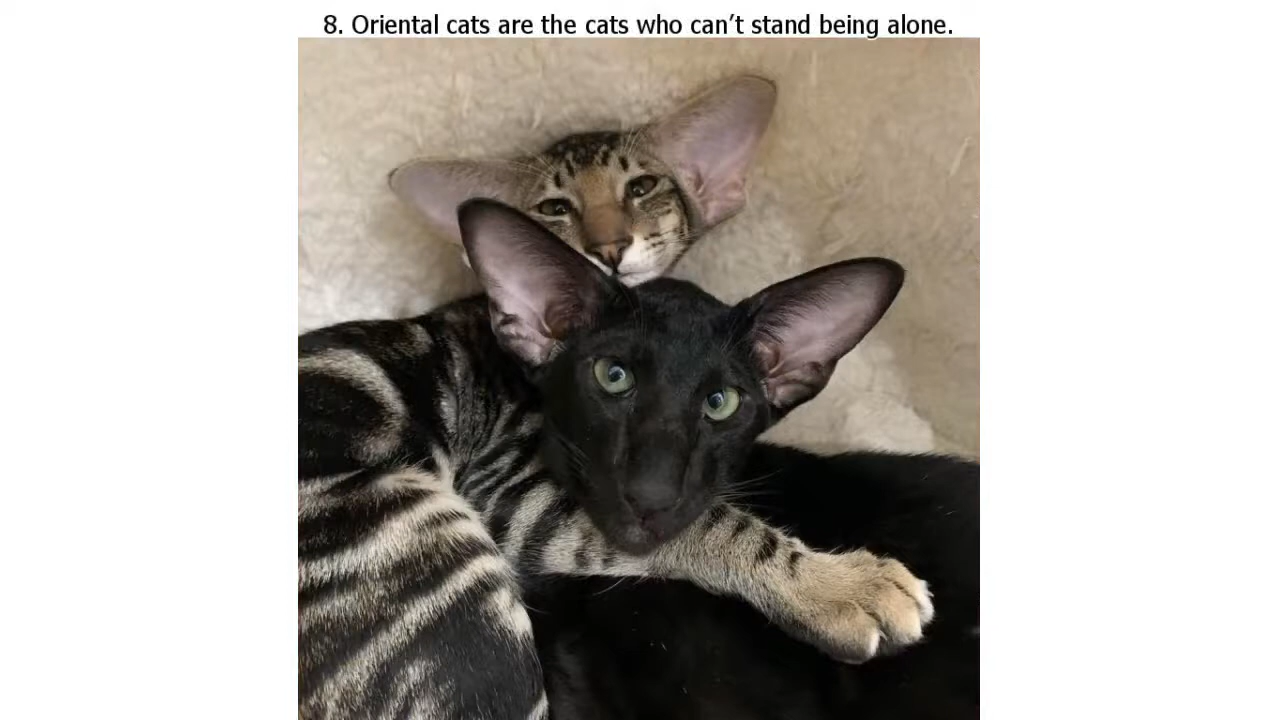 8. Oriental cats are the cats who can't stand being alone.